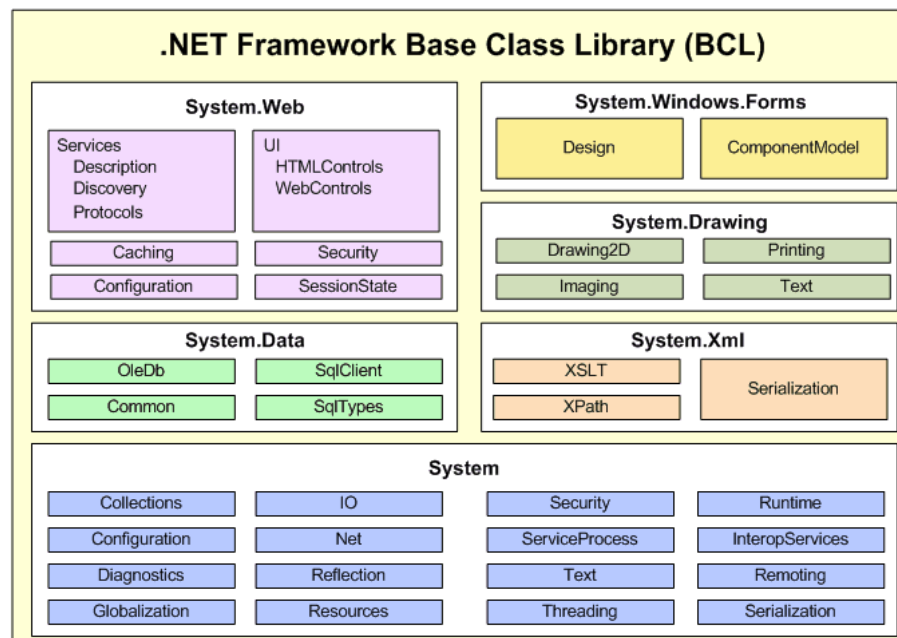 .NET Framework Base Class Library (BCL)
System.Web
Services
Description
Discovery
Protocols
UI
HTMLControls
WebControls
Caching
Security
Configuration
SessionState
System.Windows.Forms
Design
ComponentModel
System.Drawing
Drawing2D
Printing
Imaging
Text
System.Data
OleDb
SqlClient
Common
SqlTypes
System.Xml
XSLT
XPath
Serialization
System
Collections
IO
Security
Runtime
Configuration
Net
ServiceProcess
InteropServices
Diagnostics
Reflection
Text
Remoting
Globalization
Resources
Threading
Serialization